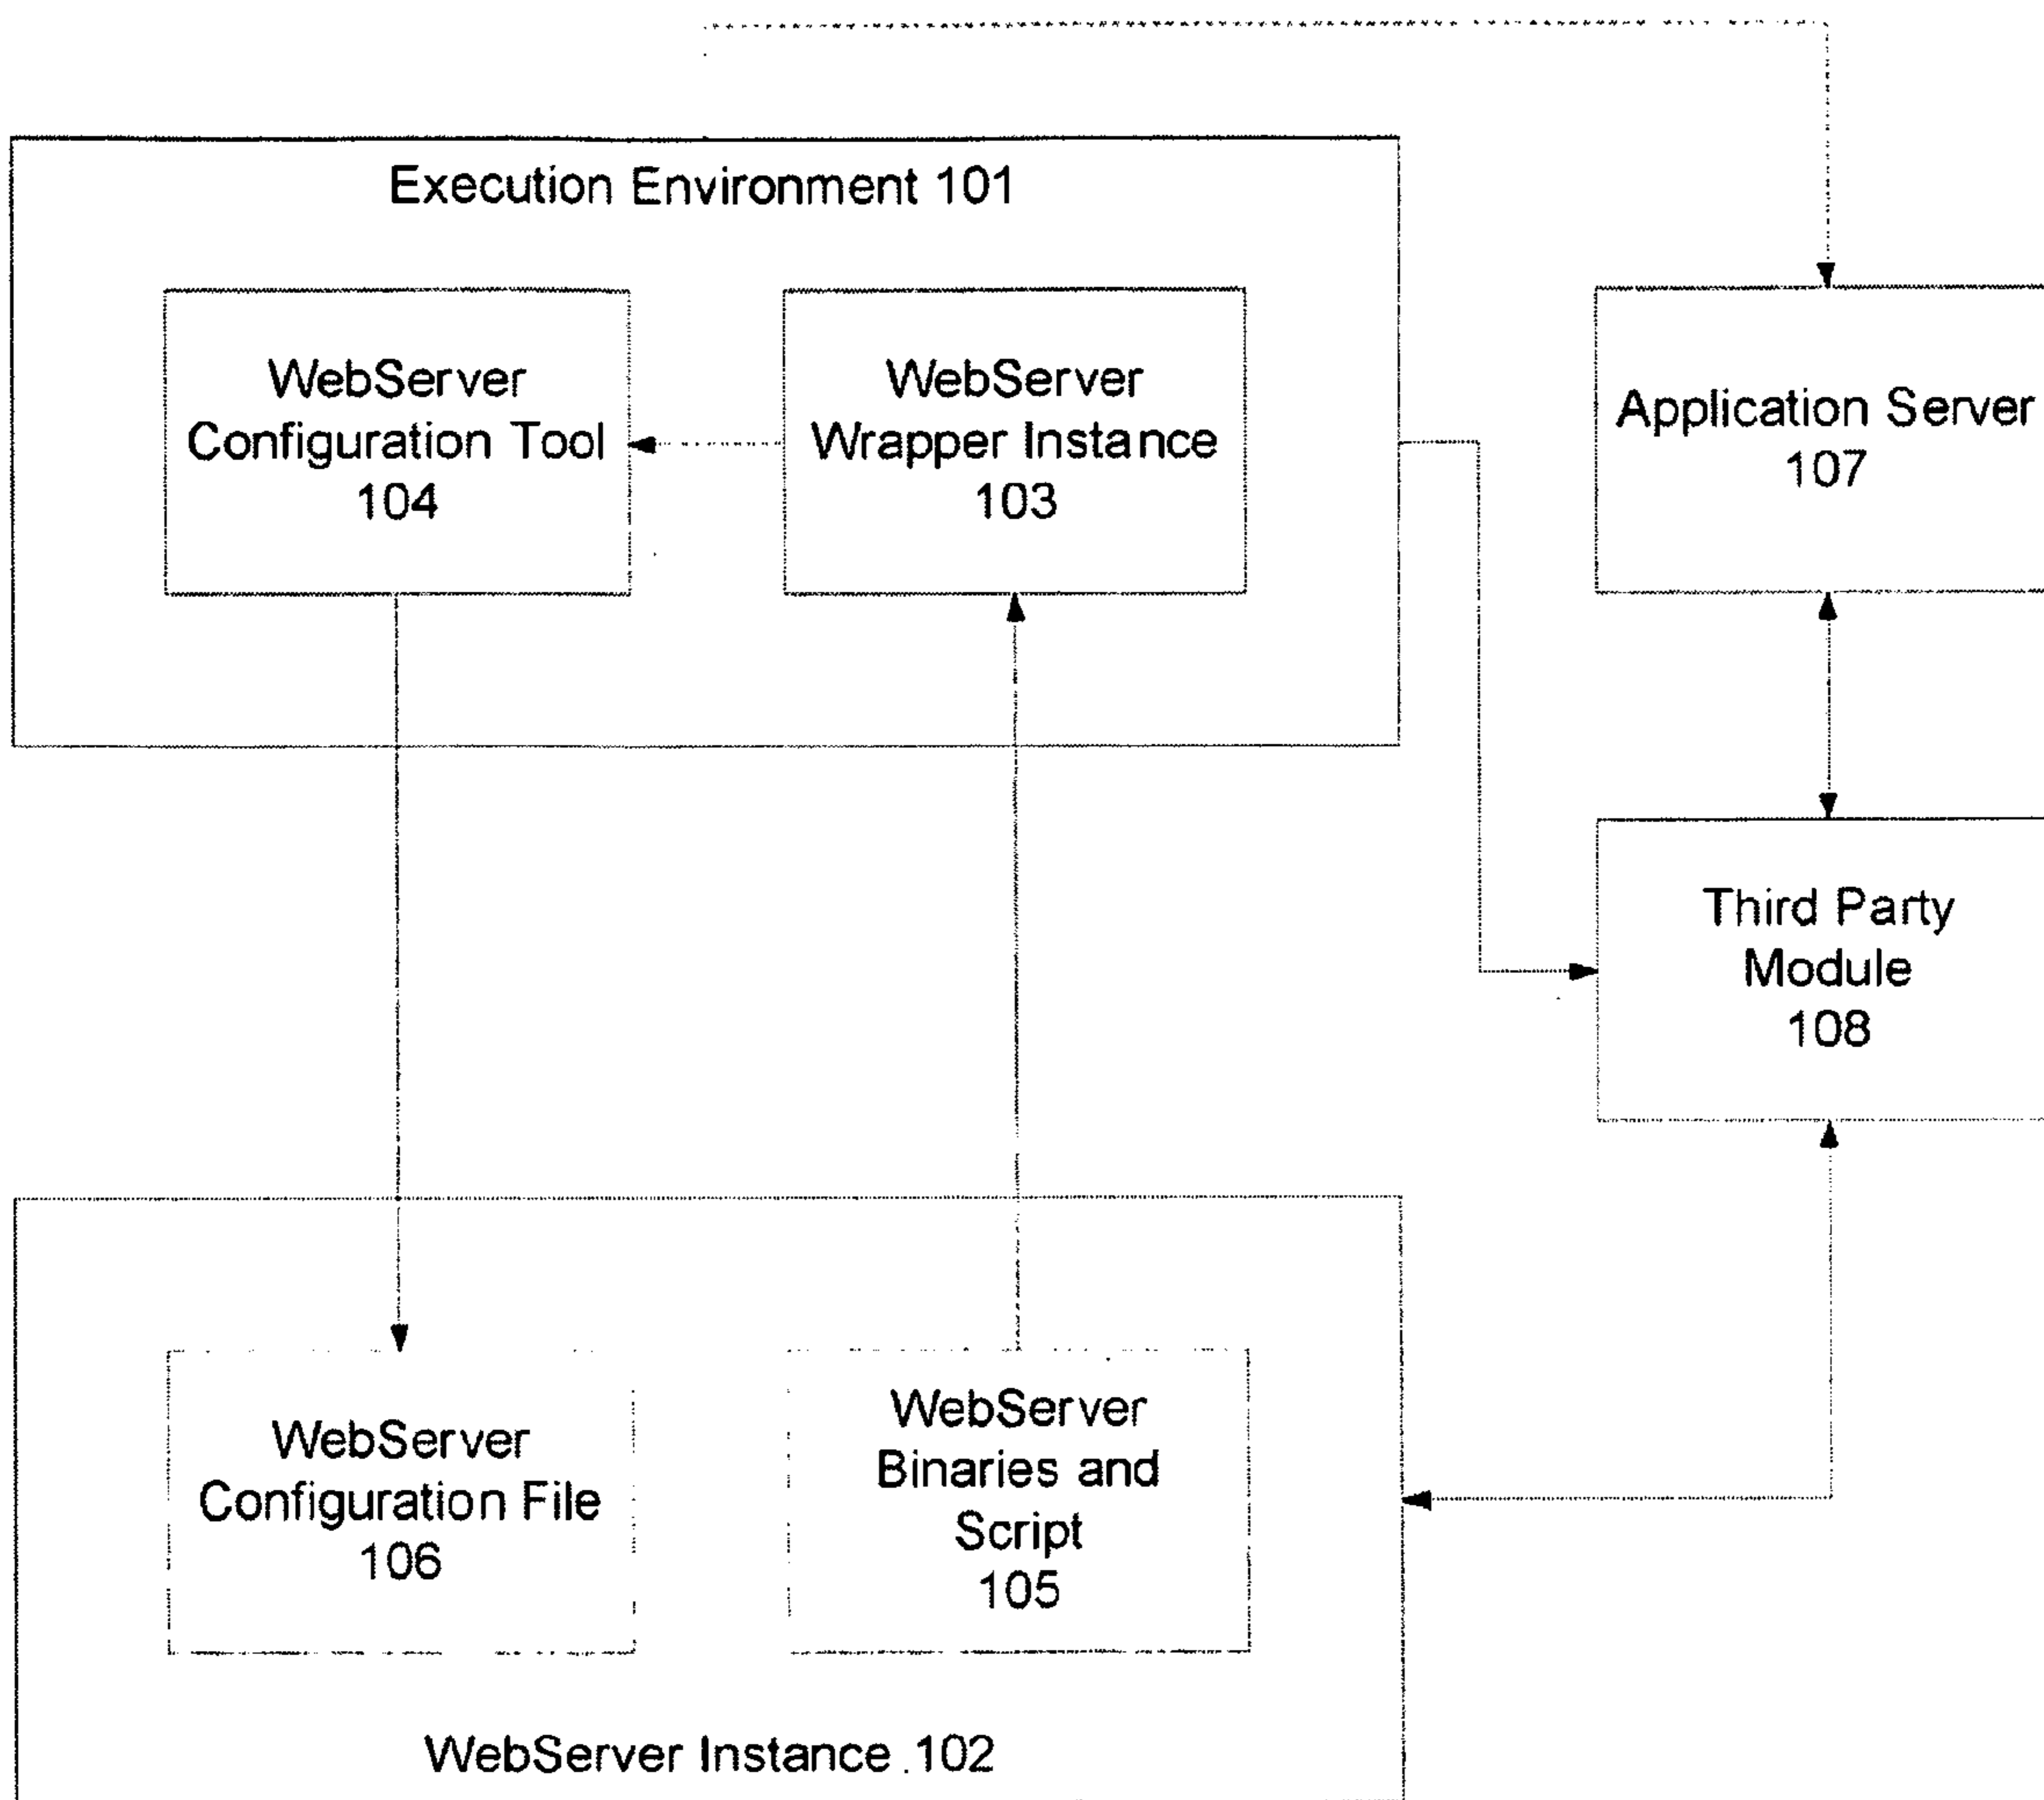 Execution Environment 101
WebServer
Configuration Tool
104
WebServer
Wrapper Instance
103
Application Server
107
Third Party
Module
108
WebServer
Configuration File
106
WebServer
Binaries and
Script
105
WebServer Instance 102